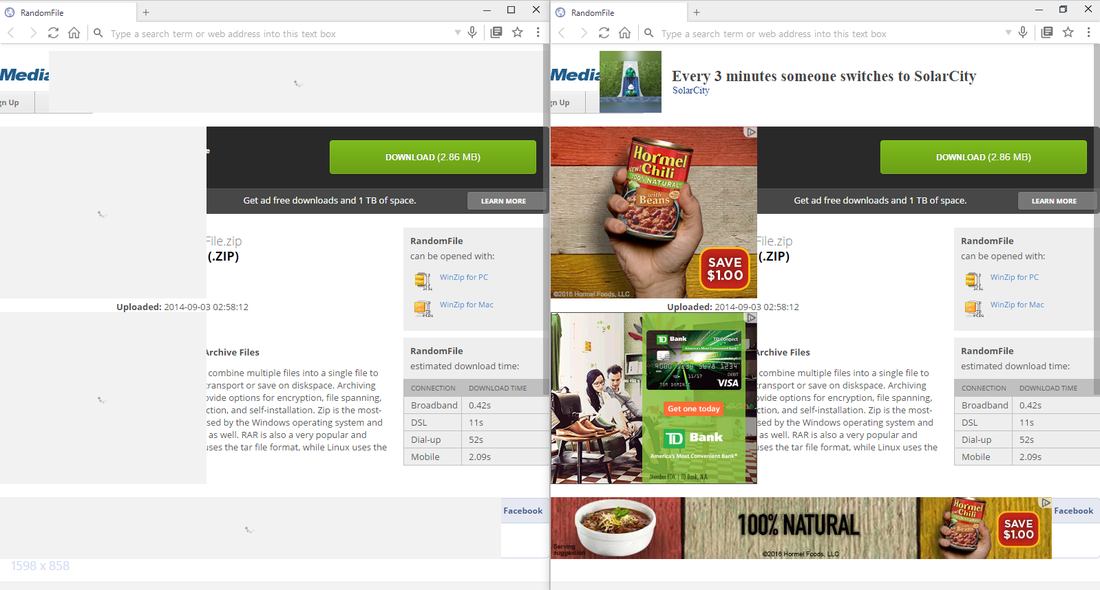 RandomFile
Type a search term or web address into this text box
Media
gn Up
DOWNLOAD (2.86 MB)
Get ad free downloads and 1 TB of space.
LEARN MORE
File.zip
(.ZIP)
Uploaded: 2014-09-03 02:58:12
Archive Files
combine multiple files into a single file to
transport or save on diskspace. Archiving
ovide options for encryption, file spanning,
ction, and self-installation. Zip is the most-
sed by the Windows operating system and
as well. RAR is also a very popular and
uses the tar file format, while Linux uses the
RandomFile
can be opened with:
WinZip for PC
WinZip for Mac
RandomFile
estimated download time:
CONNECTION DOWNLOAD TIME
Broadband 0.42s
DSL 11s
Dial-up 52s
Mobile 2.09s
Facebook
1598 x 858
RandomFile
Type a search term or web address into this text box
Media
gn Up
Every 3 minutes someone switches to SolarCity
SolarCity
DOWNLOAD (2.86 MB)
Get ad free downloads and 1 TB of space.
LEARN MORE
Hormel
NEW! Chili
100% NATURAL
with
Beans
SAVE
$1.00
©2016 Hormel Foods, LLC
File.zip
(.ZIP)
Uploaded: 2014-09-03 02:58:12
TD Bank
America's Most Convenient Bank®
DEBIT
VISA
Get one today
TD Bank
America's Most Convenient Bank®
Member FDIC | TD Bank, N.A.
Archive Files
combine multiple files into a single file to
transport or save on diskspace. Archiving
ovide options for encryption, file spanning,
ction, and self-installation. Zip is the most-
sed by the Windows operating system and
as well. RAR is also a very popular and
uses the tar file format, while Linux uses the
RandomFile
can be opened with:
WinZip for PC
WinZip for Mac
RandomFile
estimated download time:
CONNECTION DOWNLOAD TIME
Broadband 0.42s
DSL 11s
Dial-up 52s
Mobile 2.09s
Serving
suggestion
100% NATURAL
©2016 Hormel Foods, LLC
Hormel
Chili
SAVE
$1.00
Facebook